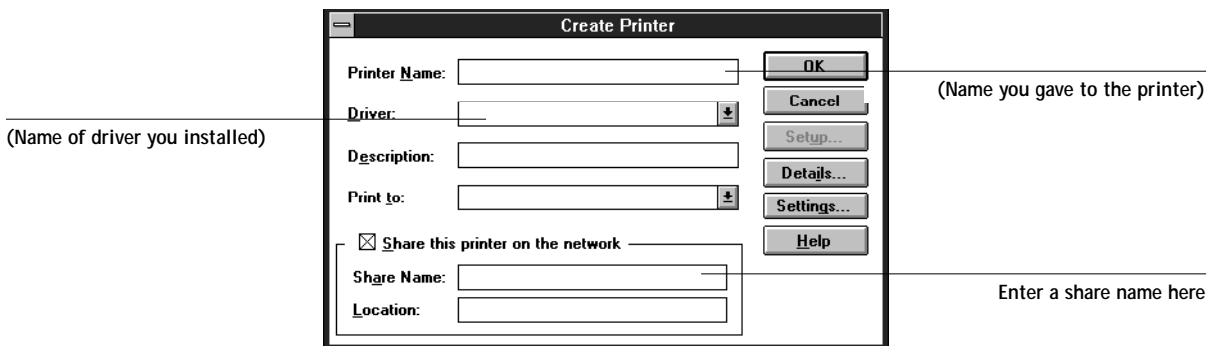 Create Printer
Printer Name:
OK
(Name you gave to the printer)
Driver:
Cancel
(Name of driver you installed)
Setup...
Description:
Details...
Print to:
Settings...
Share this printer on the network
Help
Share Name:
Enter a share name here
Location: